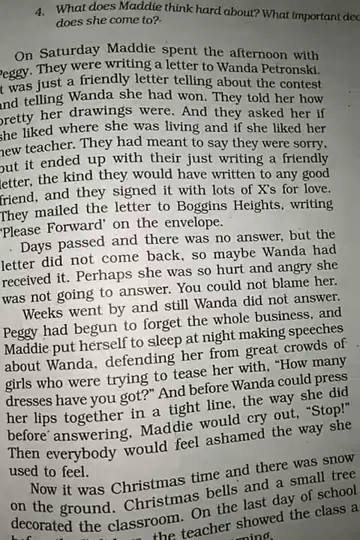 4. What does Maddie think hard about? What important dec
does she come to?
On Saturday Maddie spent the afternoon with
Peggy. They were writing a letter to Wanda Petronski.
t was just a friendly letter telling about the contest
and telling Wanda she had won. They told her how
pretty her drawings were. And they asked her if
she liked where she was living and if she liked her
new teacher. They had meant to say they were sorry,
but it ended up with their just writing a friendly
letter, the kind they would have written to any good
friend, and they signed it with lots of X's for love.
They mailed the letter to Boggins Heights, writing
'Please Forward' on the envelope.
Days passed and there was no answer, but the
letter did not come back, so maybe Wanda had
received it. Perhaps she was so hurt and angry she
was not going to answer. You could not blame her.
Weeks went by and still Wanda did not answer.
Peggy had begun to forget the whole business, and
Maddie put herself to sleep at night making speeches
about Wanda, defending her from great crowds of
girls who were trying to tease her with, "How many
dresses have you got?" And before Wanda could press
her lips together in a tight line, the way she did
before answering, Maddie would cry out, "Stop!"
Then everybody would feel ashamed the way she
used to feel.
Now it was Christmas time and there was snow
on the ground. Christmas bells and a small tree
decorated the classroom. On the last day of school
the teacher showed the class a